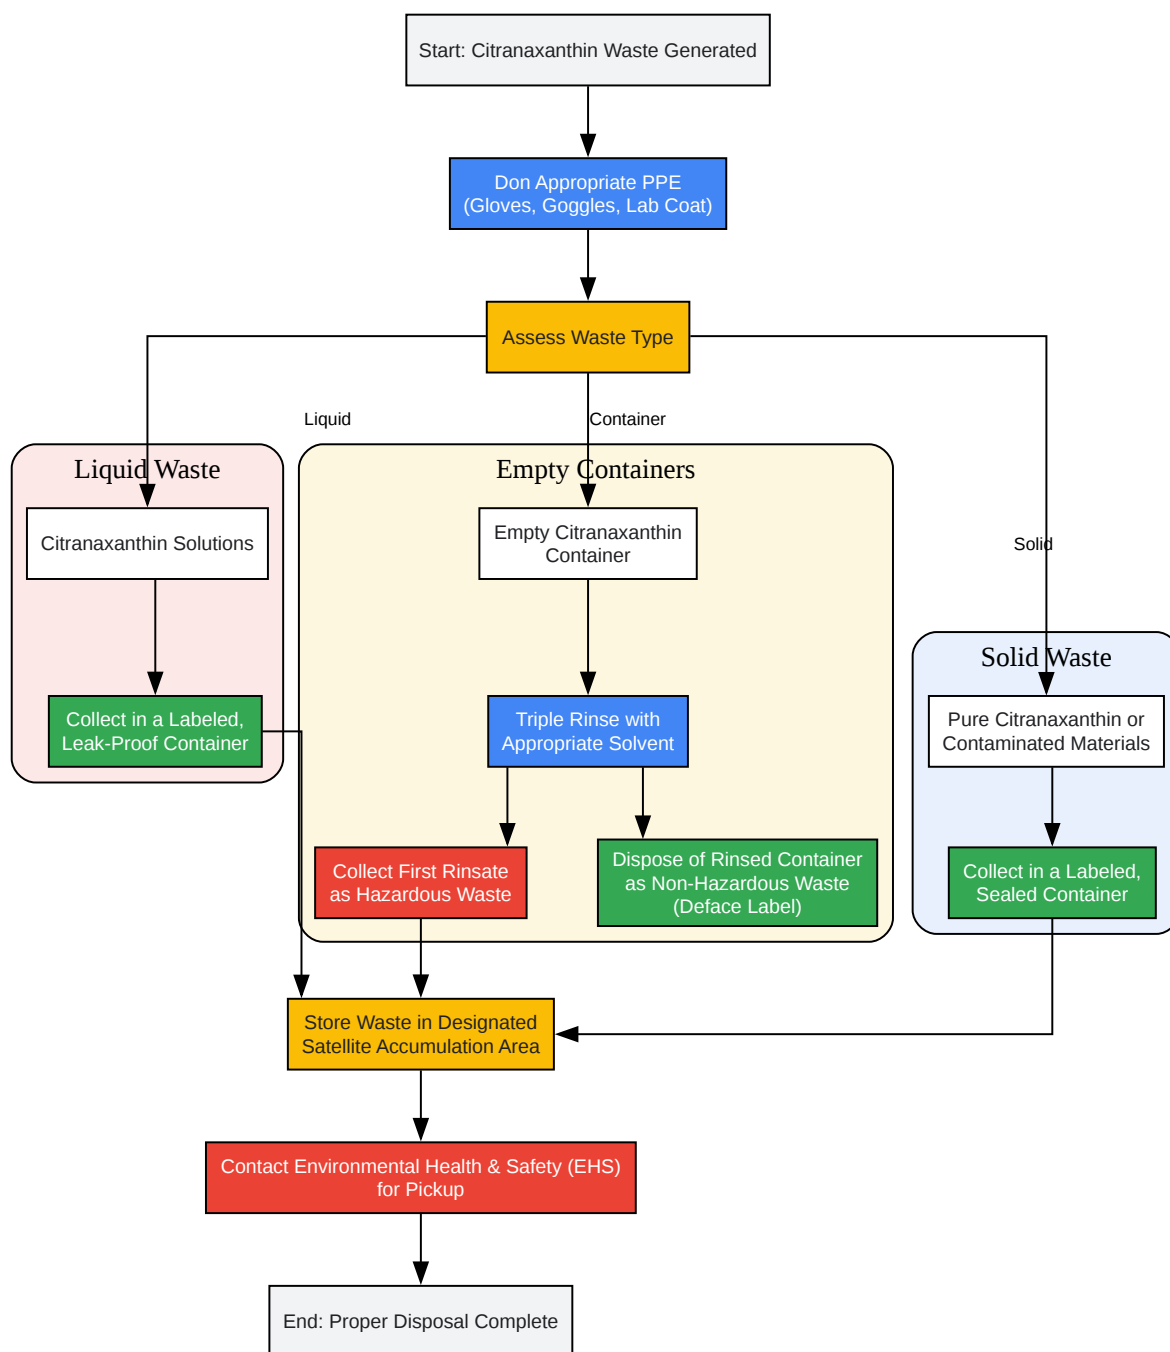 Start: Citranaxanthin Waste Generated
Don Appropriate PPE
(Gloves, Goggles, Lab Coat)
Assess Waste Type
Liquid
Container
Solid
Liquid Waste
Citranaxanthin Solutions
Collect in a Labeled,
Leak-Proof Container
Empty Containers
Empty Citranaxanthin
Container
Triple Rinse with
Appropriate Solvent
Collect First Rinsate
as Hazardous Waste
Dispose of Rinsed Container
as Non-Hazardous Waste
(Deface Label)
Solid Waste
Pure Citranaxanthin or
Contaminated Materials
Collect in a Labeled,
Sealed Container
Store Waste in Designated
Satellite Accumulation Area
Contact Environmental Health & Safety (EHS)
for Pickup
End: Proper Disposal Complete